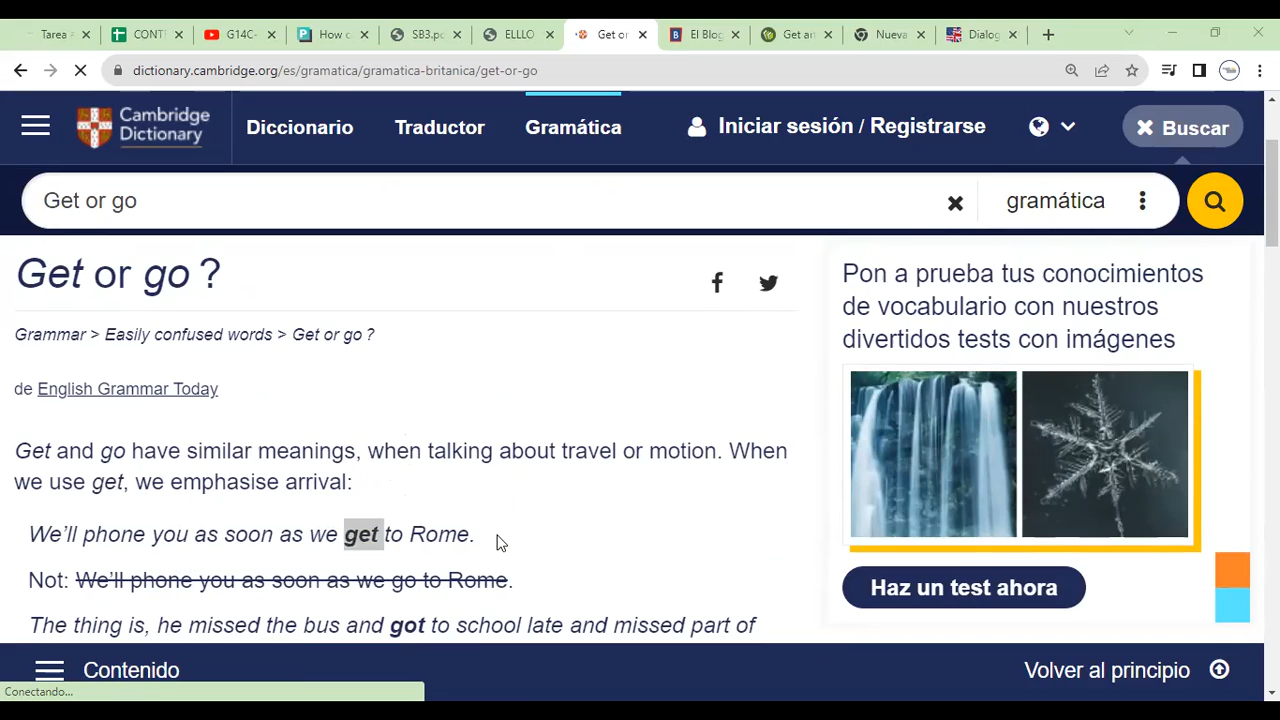 Tarea
CONT
G14C-
How c
SB3.pc
ELLLO
Get or
El Blog
Get ar
Nueva
Dialog
dictionary.cambridge.org/es/gramatica/gramatica-britanica/get-or-go
Cambridge
Dictionary
Diccionario
Traductor
Gramática
Iniciar sesión / Registrarse
Buscar
Get or go
gramática
Get or go ?
Grammar > Easily confused words > Get or go ?
de English Grammar Today
Get and go have similar meanings, when talking about travel or motion. When
we use get, we emphasise arrival:
We’ll phone you as soon as we get to Rome.
Not: We’ll phone you as soon as we go to Rome.
The thing is, he missed the bus and got to school late and missed part of
Pon a prueba tus conocimientos
de vocabulario con nuestros
divertidos tests con imágenes
Haz un test ahora
Contenido
Volver al principio
Conectando...